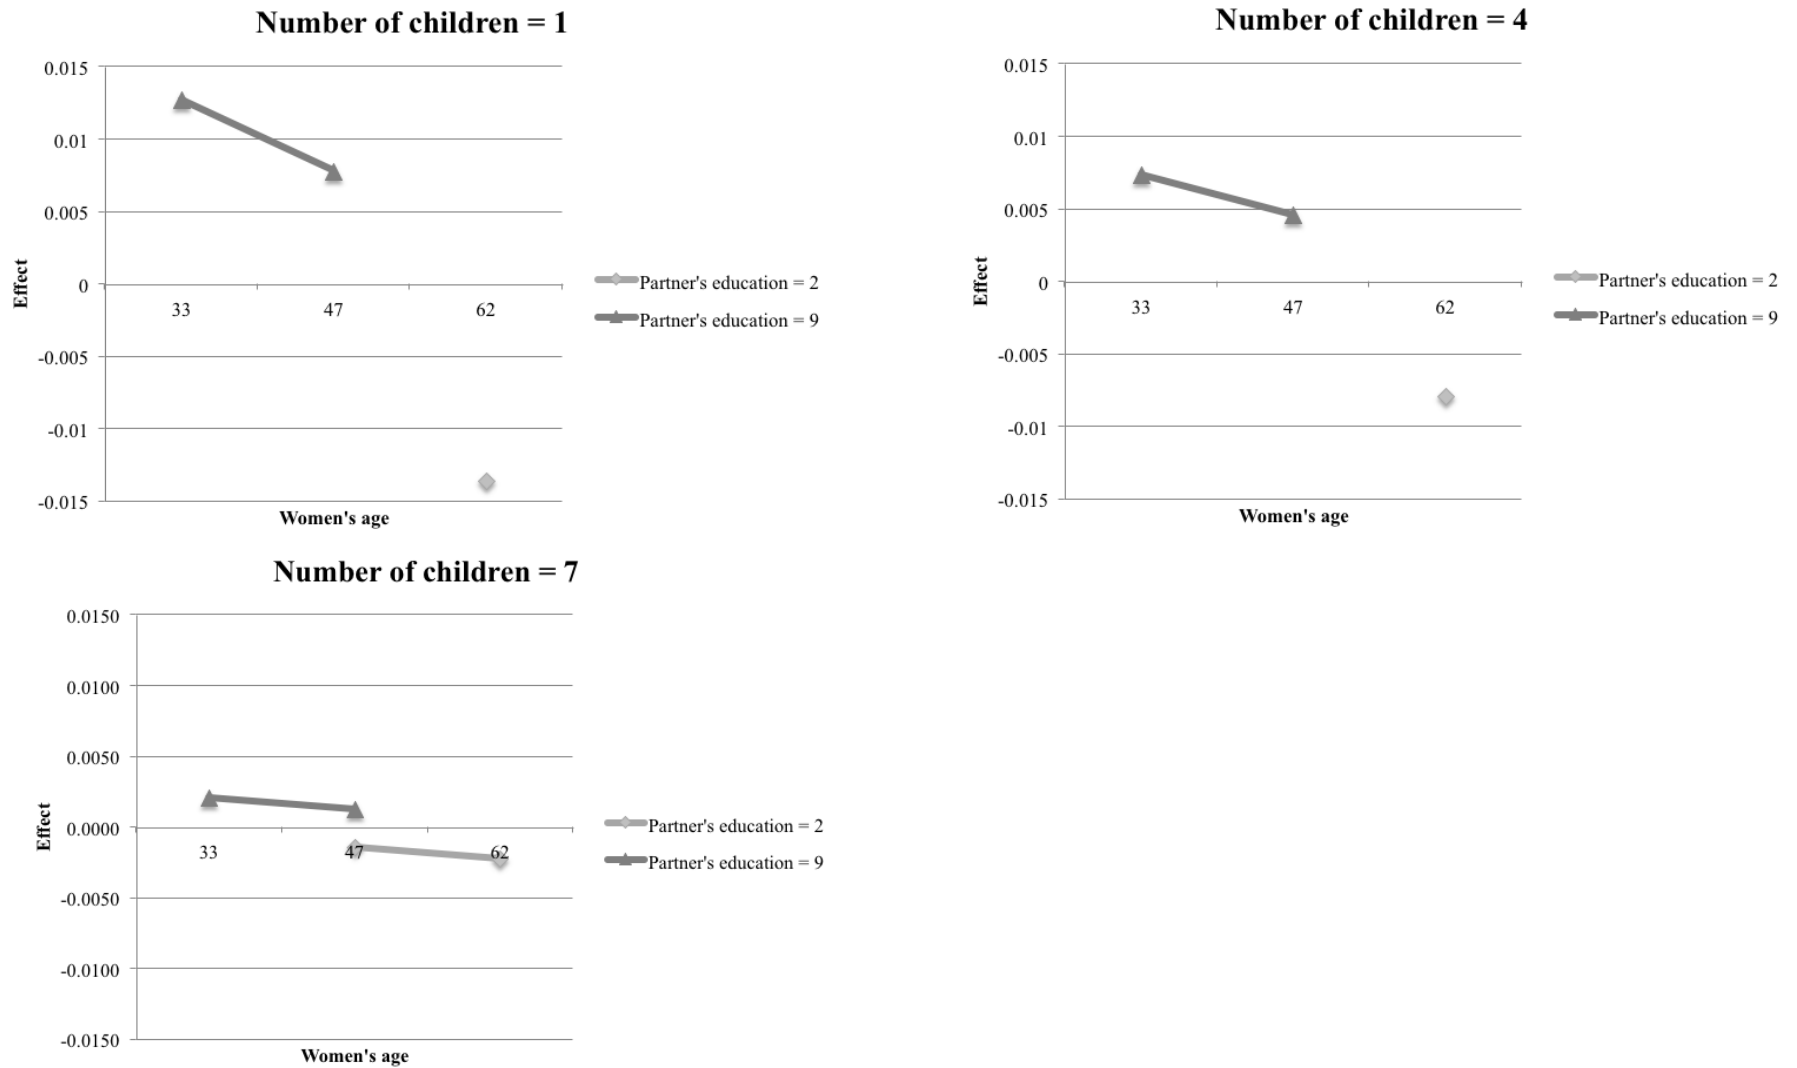 Number of children = 1
0.015
0.01
0.005
0
-0.005
-0.01
-0.015
Effect
33 47 62
Women's age
Partner's education = 2
Partner's education = 9
Number of children = 4
0.015
0.01
0.005
0
-0.005
-0.01
-0.015
Effect
33 47 62
Women's age
Partner's education = 2
Partner's education = 9
Number of children = 7
0.0150
0.0100
0.0050
0.0000
-0.0050
-0.0100
-0.0150
Effect
33 47 62
Women's age
Partner's education = 2
Partner's education = 9